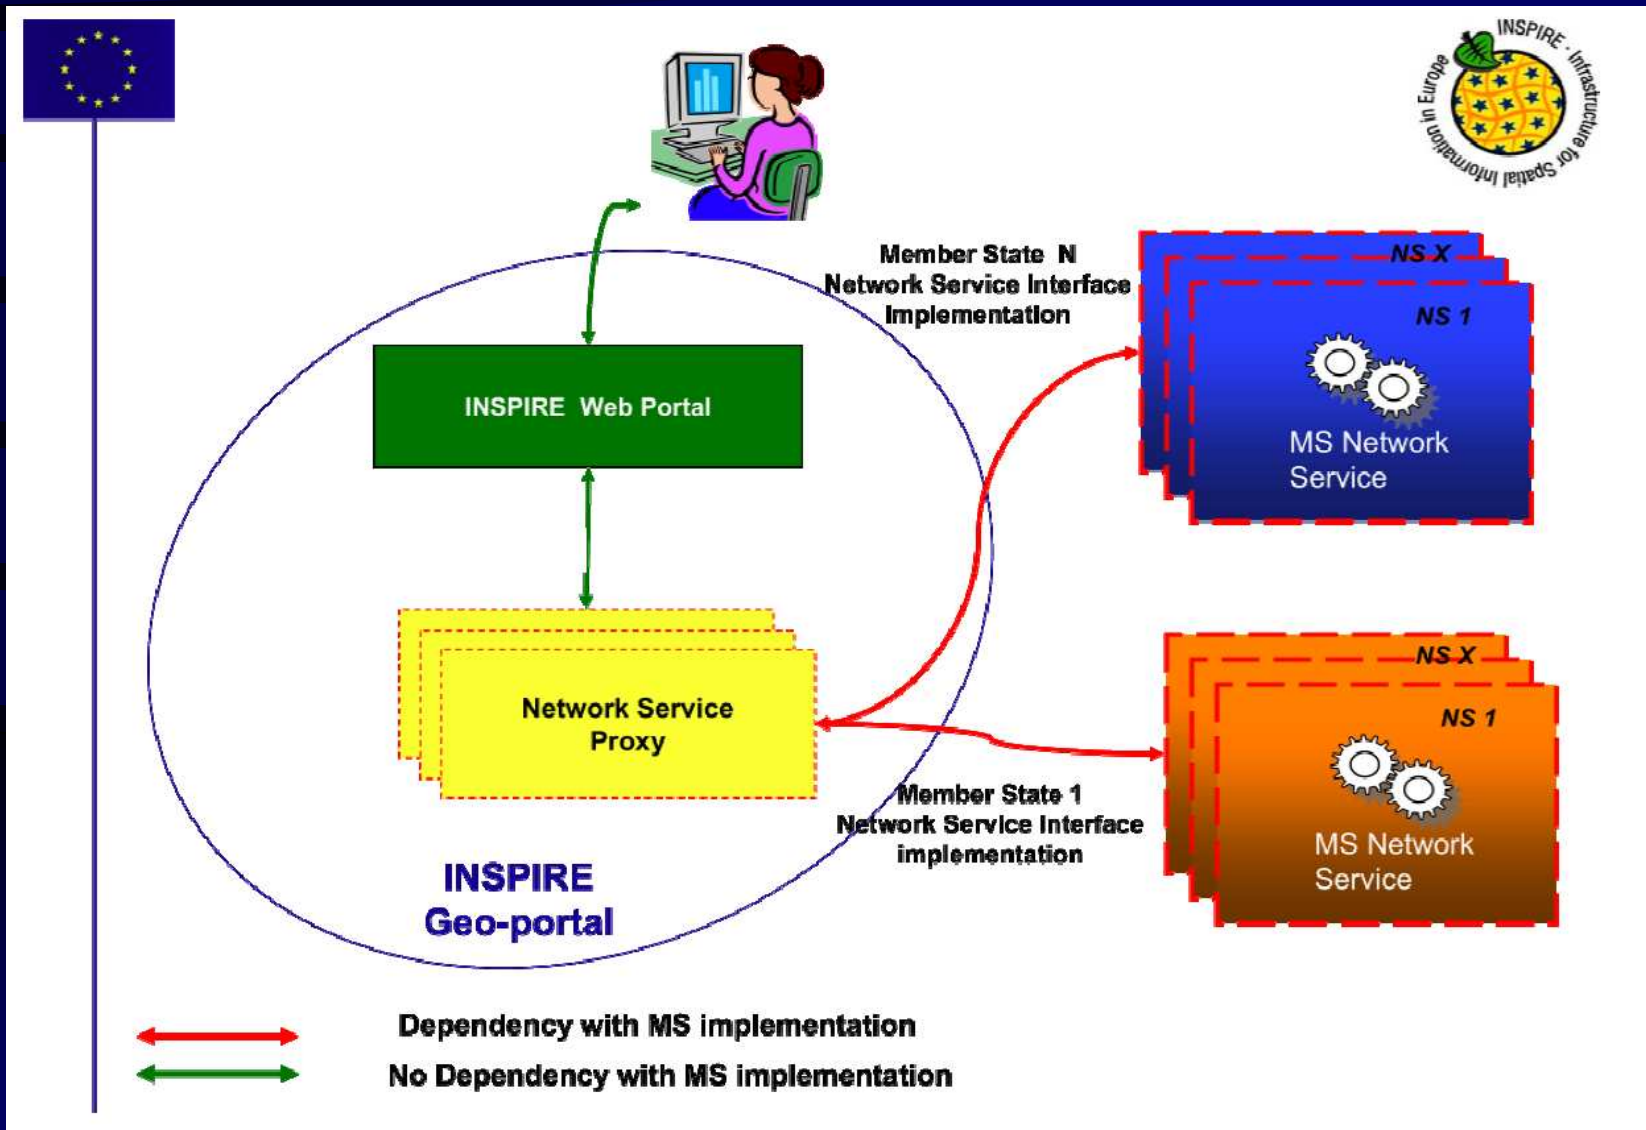 INSPIRE - Infrastructure for Spatial Information in Europe
Member State N
Network Service Interface
Implementation
NS X
NS 1
MS Network
Service
INSPIRE Web Portal
NS X
NS 1
MS Network
Service
Network Service
Proxy
Member State 1
Network Service Interface
implementation
INSPIRE
Geo-portal
Dependency with MS implementation
No Dependency with MS implementation